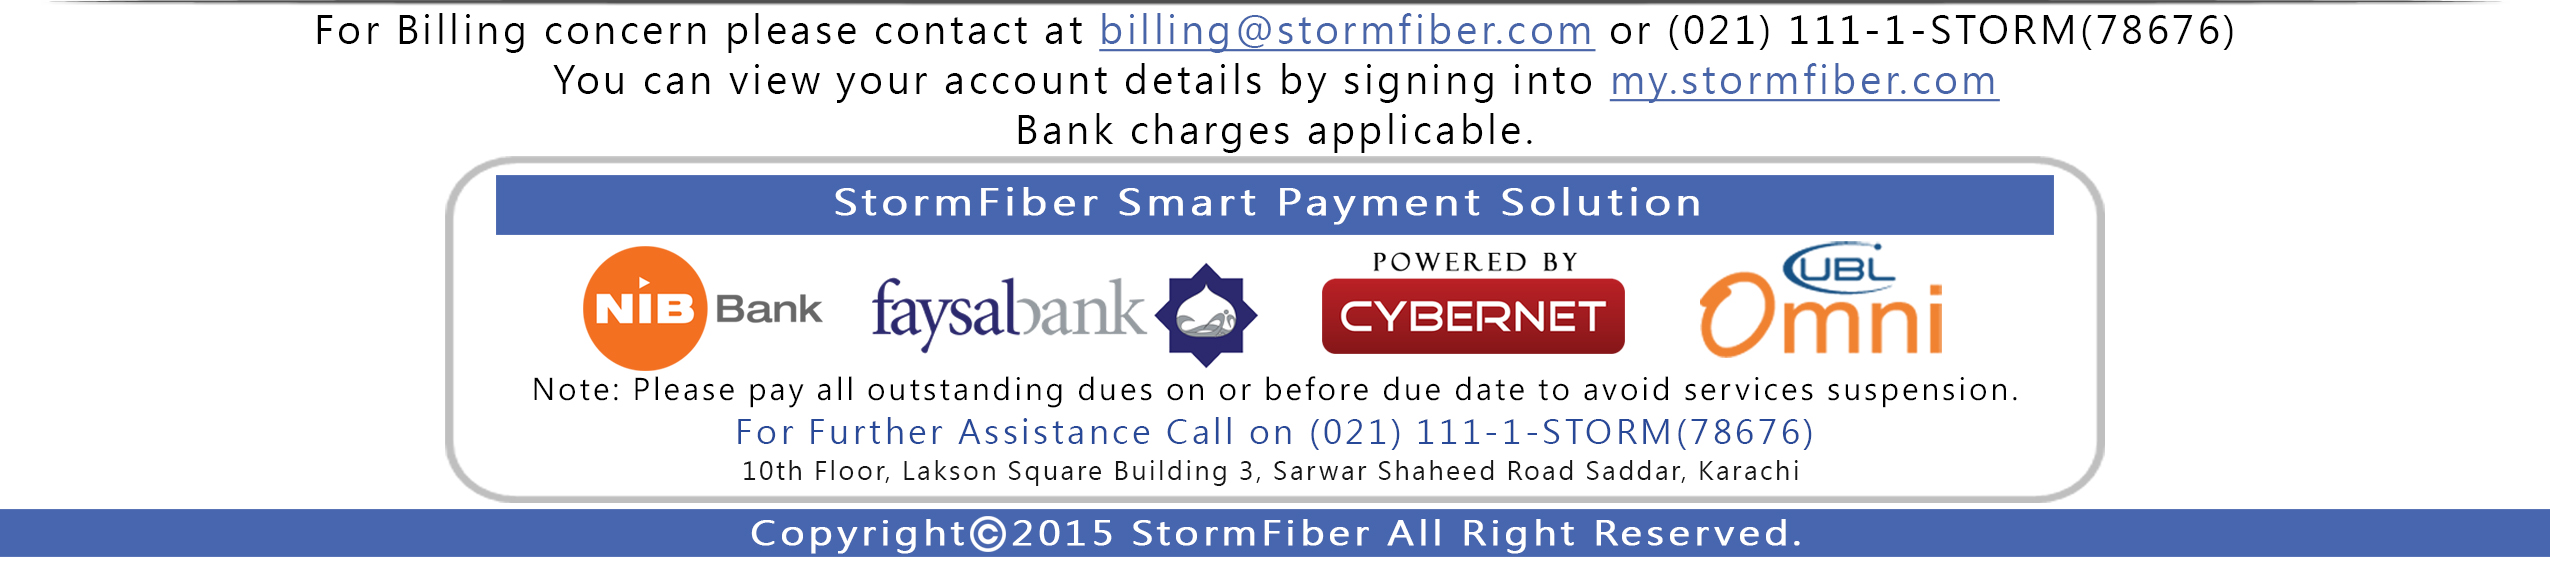 For Billing concern please contact at billing@stormfiber.com or (021) 111-1-STORM(78676)
You can view your account details by signing into my.stormfiber.com
Bank charges applicable.
StormFiber Smart Payment Solution
NIB Bank
faysalbank
POWERED BY
CYBERNET
UBL
Omni
Note: Please pay all outstanding dues on or before due date to avoid services suspension.
For Further Assistance Call on (021) 111-1-STORM(78676)
10th Floor, Lakson Square Building 3, Sarwar Shaheed Road Saddar, Karachi
Copyright©2015 StormFiber All Right Reserved.